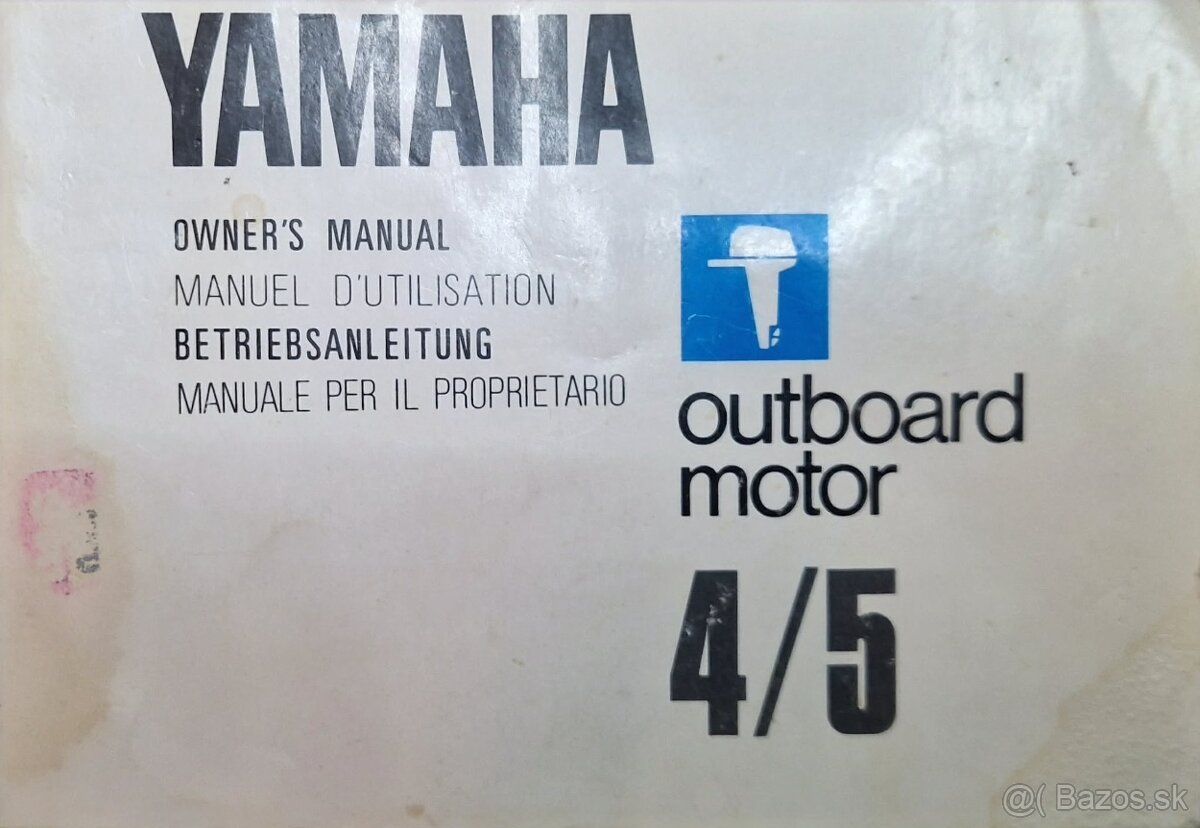 YAMAHA
OWNER'S MANUAL
MANUEL D'UTILISATION
BETRIEBSANLEITUNG
MANUALE PER IL PROPRIETARIO
outboard
motor
4/5
@( Bazos.sk